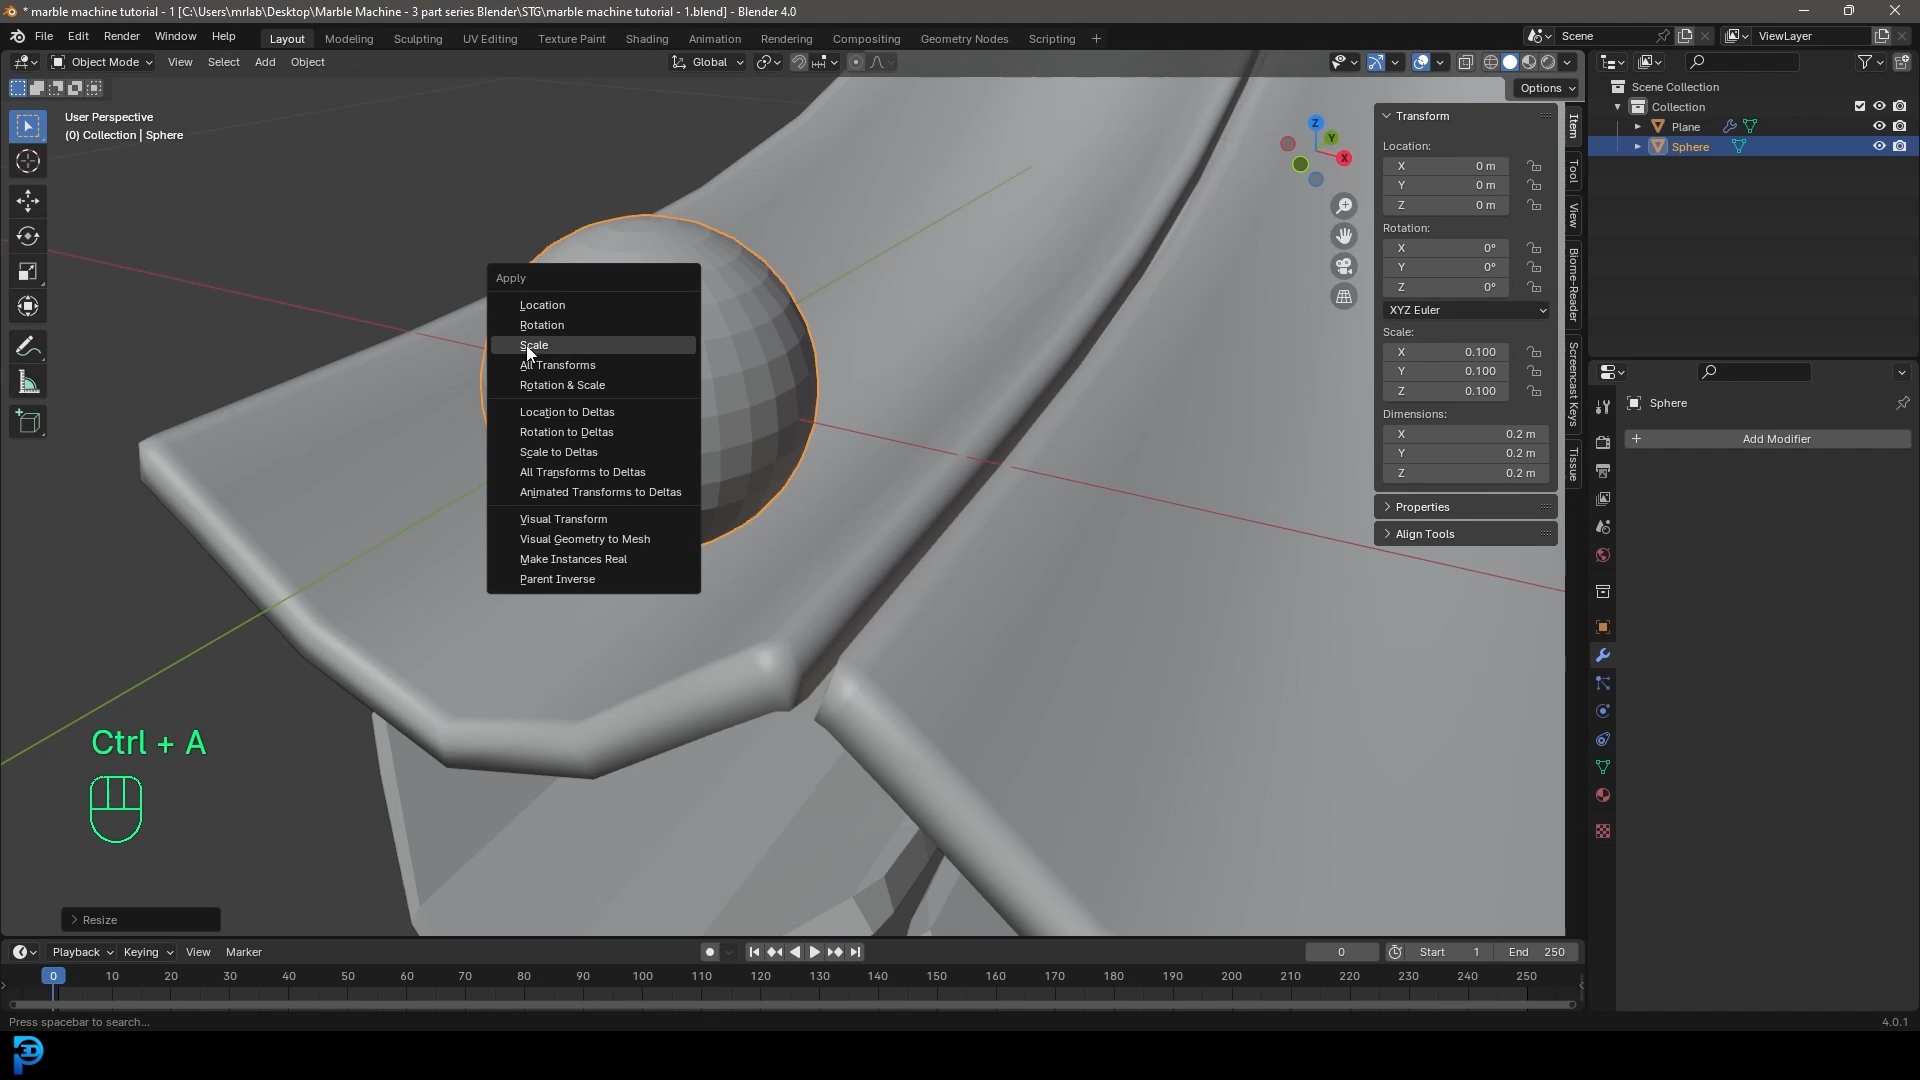 * marble machine tutorial - 1 [C:\Users\mrlab\Desktop\Marble Machine - 3 part series Blender\STG\marble machine tutorial - 1.blend] - Blender 4.0
File Edit Render Window Help
Layout Modeling Sculpting UV Editing Texture Paint Shading Animation Rendering Compositing Geometry Nodes Scripting +
Scene
ViewLayer
Object Mode View Select Add Object
Global
Options
User Perspective
(0) Collection | Sphere
Z
Y
X
Apply
Location
Rotation
Scale
All Transforms
Rotation & Scale
Location to Deltas
Rotation to Deltas
Scale to Deltas
All Transforms to Deltas
Animated Transforms to Deltas
Visual Transform
Visual Geometry to Mesh
Make Instances Real
Parent Inverse
Transform
Location:
X 0 m
Y 0 m
Z 0 m
Rotation:
X 0°
Y 0°
Z 0°
XYZ Euler
Scale:
X 0.100
Y 0.100
Z 0.100
Dimensions:
X 0.2 m
Y 0.2 m
Z 0.2 m
Properties
Align Tools
Item
Tool
View
Biome-Reader
Screencast Keys
Tissue
Scene Collection
Collection
Plane
Sphere
Sphere
+ Add Modifier
Ctrl + A
Resize
Playback Keying View Marker
0
Start 1
End 250
0 10 20 30 40 50 60 70 80 90 100 110 120 130 140 150 160 170 180 190 200 210 220 230 240 250
Press spacebar to search...
4.0.1